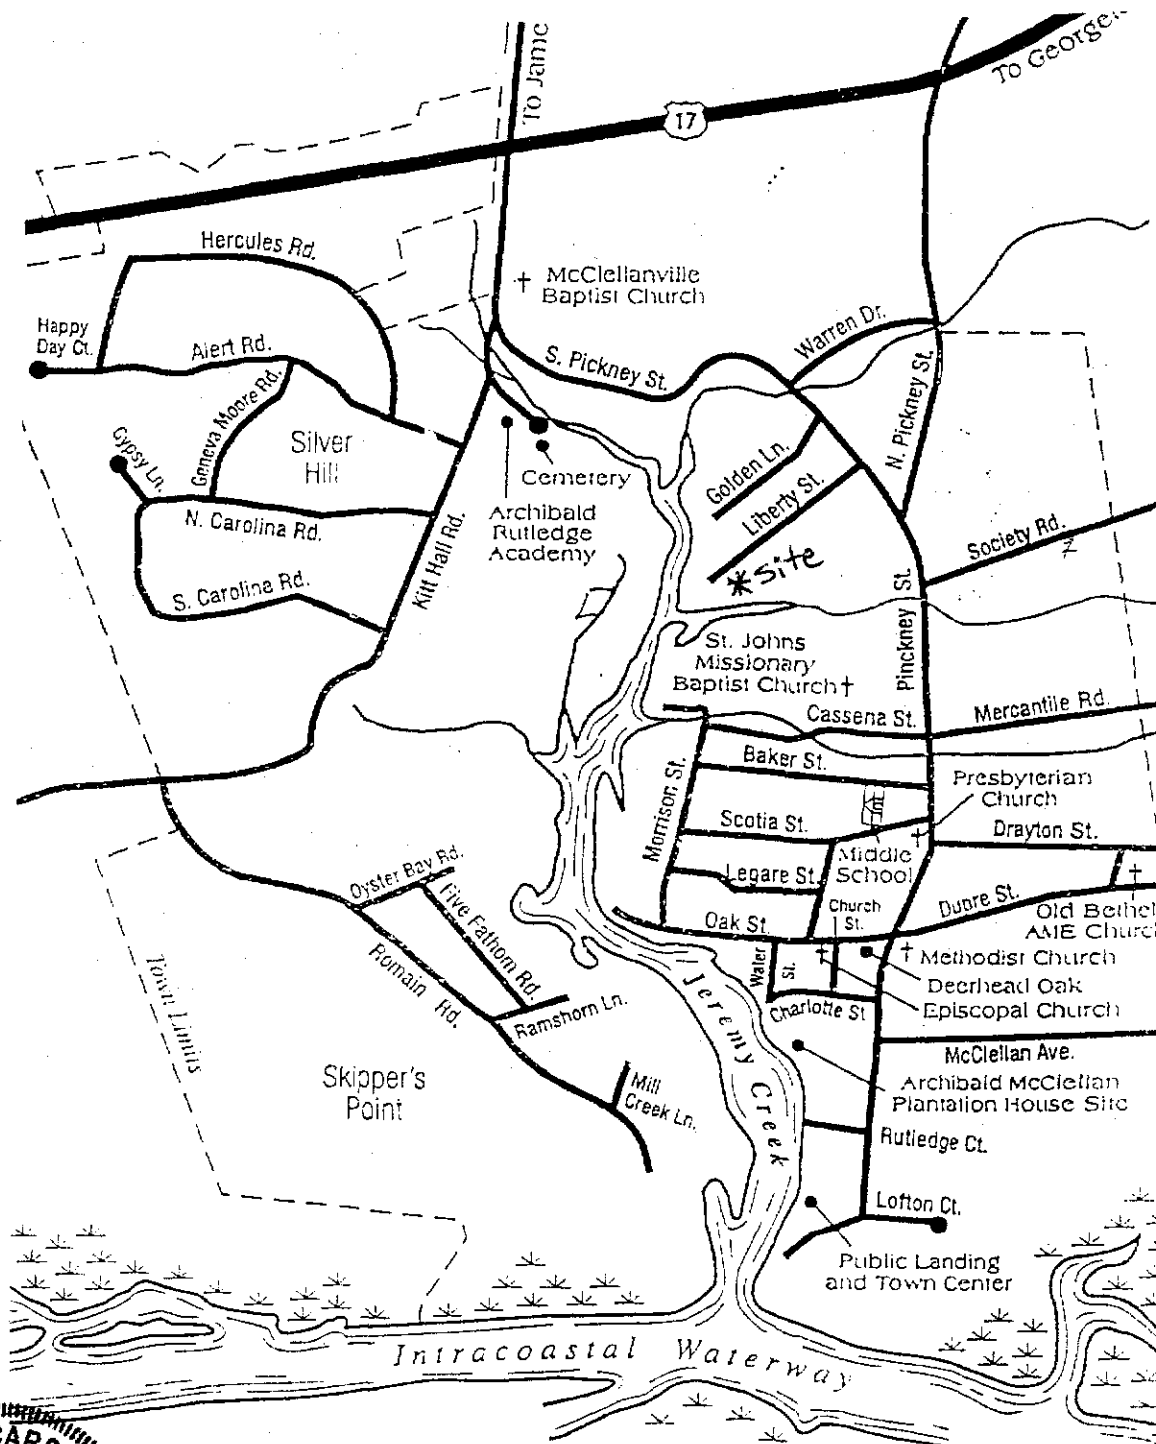 To Jame
17
To Georget
Hercules Rd.
† McClellanville
Baptist Church
Happy
Day Ct.
Alert Rd.
S. Pickney St.
Warren Dr.
N. Pickney St.
Geneva Moore Rd.
Gypsy Ln.
Silver
Hill
Cemetery
Golden Ln.
Liberty St.
N. Carolina Rd.
Archibald
Rutledge
Academy
Kitt Hall Rd.
Society Rd.
* site
S. Carolina Rd.
Pinckney St.
St. Johns
Missionary
Baptist Church †
Cassena St.
Mercantile Rd.
Baker St.
Morrison St.
Presbyterian
Church
Scotia St.
Drayton St.
Middle
School
Legare St.
Oyster Bay Rd.
Five Fathom Rd.
Church
St.
Dupre St.
Oak St.
Old Bethel
AME Church
Water St.
† Methodist Church
Deerhead Oak
Episcopal Church
Romain Rd.
Ramshorn Ln.
Charlotte St
Town Limits
Jeremy Creek
McClellan Ave.
Skipper's
Point
Mill
Creek Ln.
Archibald McClellan
Plantation House Site
Rutledge Ct.
Lofton Ct.
Public Landing
and Town Center
Intracoastal Waterway